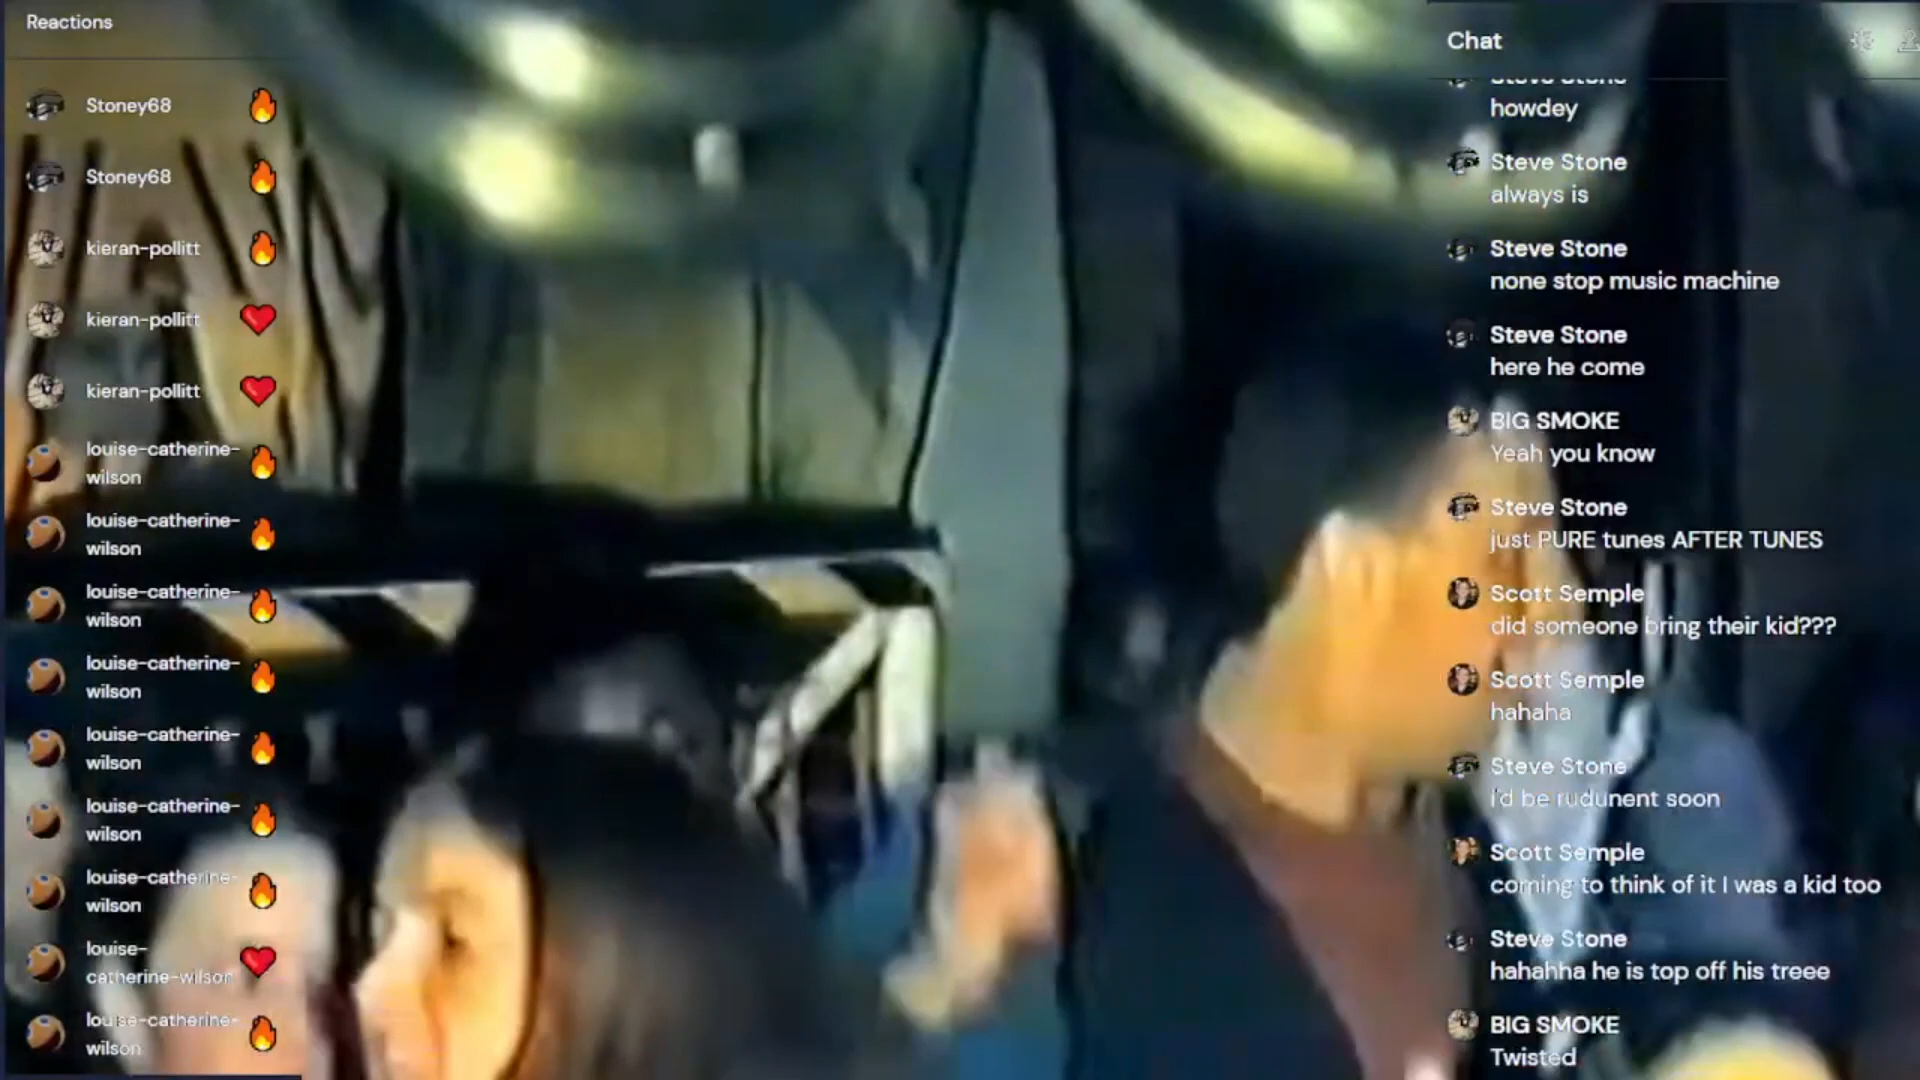 Reactions
Stoney68
Stoney68
kieran-pollitt
kieran-pollitt
kieran-pollitt
louise-catherine-
wilson
louise-catherine-
wilson
louise-catherine-
wilson
louise-catherine-
wilson
louise-catherine-
wilson
louise-catherine-
wilson
louise-catherine-
wilson
louise-
catherine-wilson
louise-catherine-
wilson
Chat
Steve Stone
howdey
Steve Stone
always is
Steve Stone
none stop music machine
Steve Stone
here he come
BIG SMOKE
Yeah you know
Steve Stone
just PURE tunes AFTER TUNES
Scott Semple
did someone bring their kid???
Scott Semple
hahaha
Steve Stone
i'd be rudunent soon
Scott Semple
coming to think of it I was a kid too
Steve Stone
hahahha he is top off his treee
BIG SMOKE
Twisted